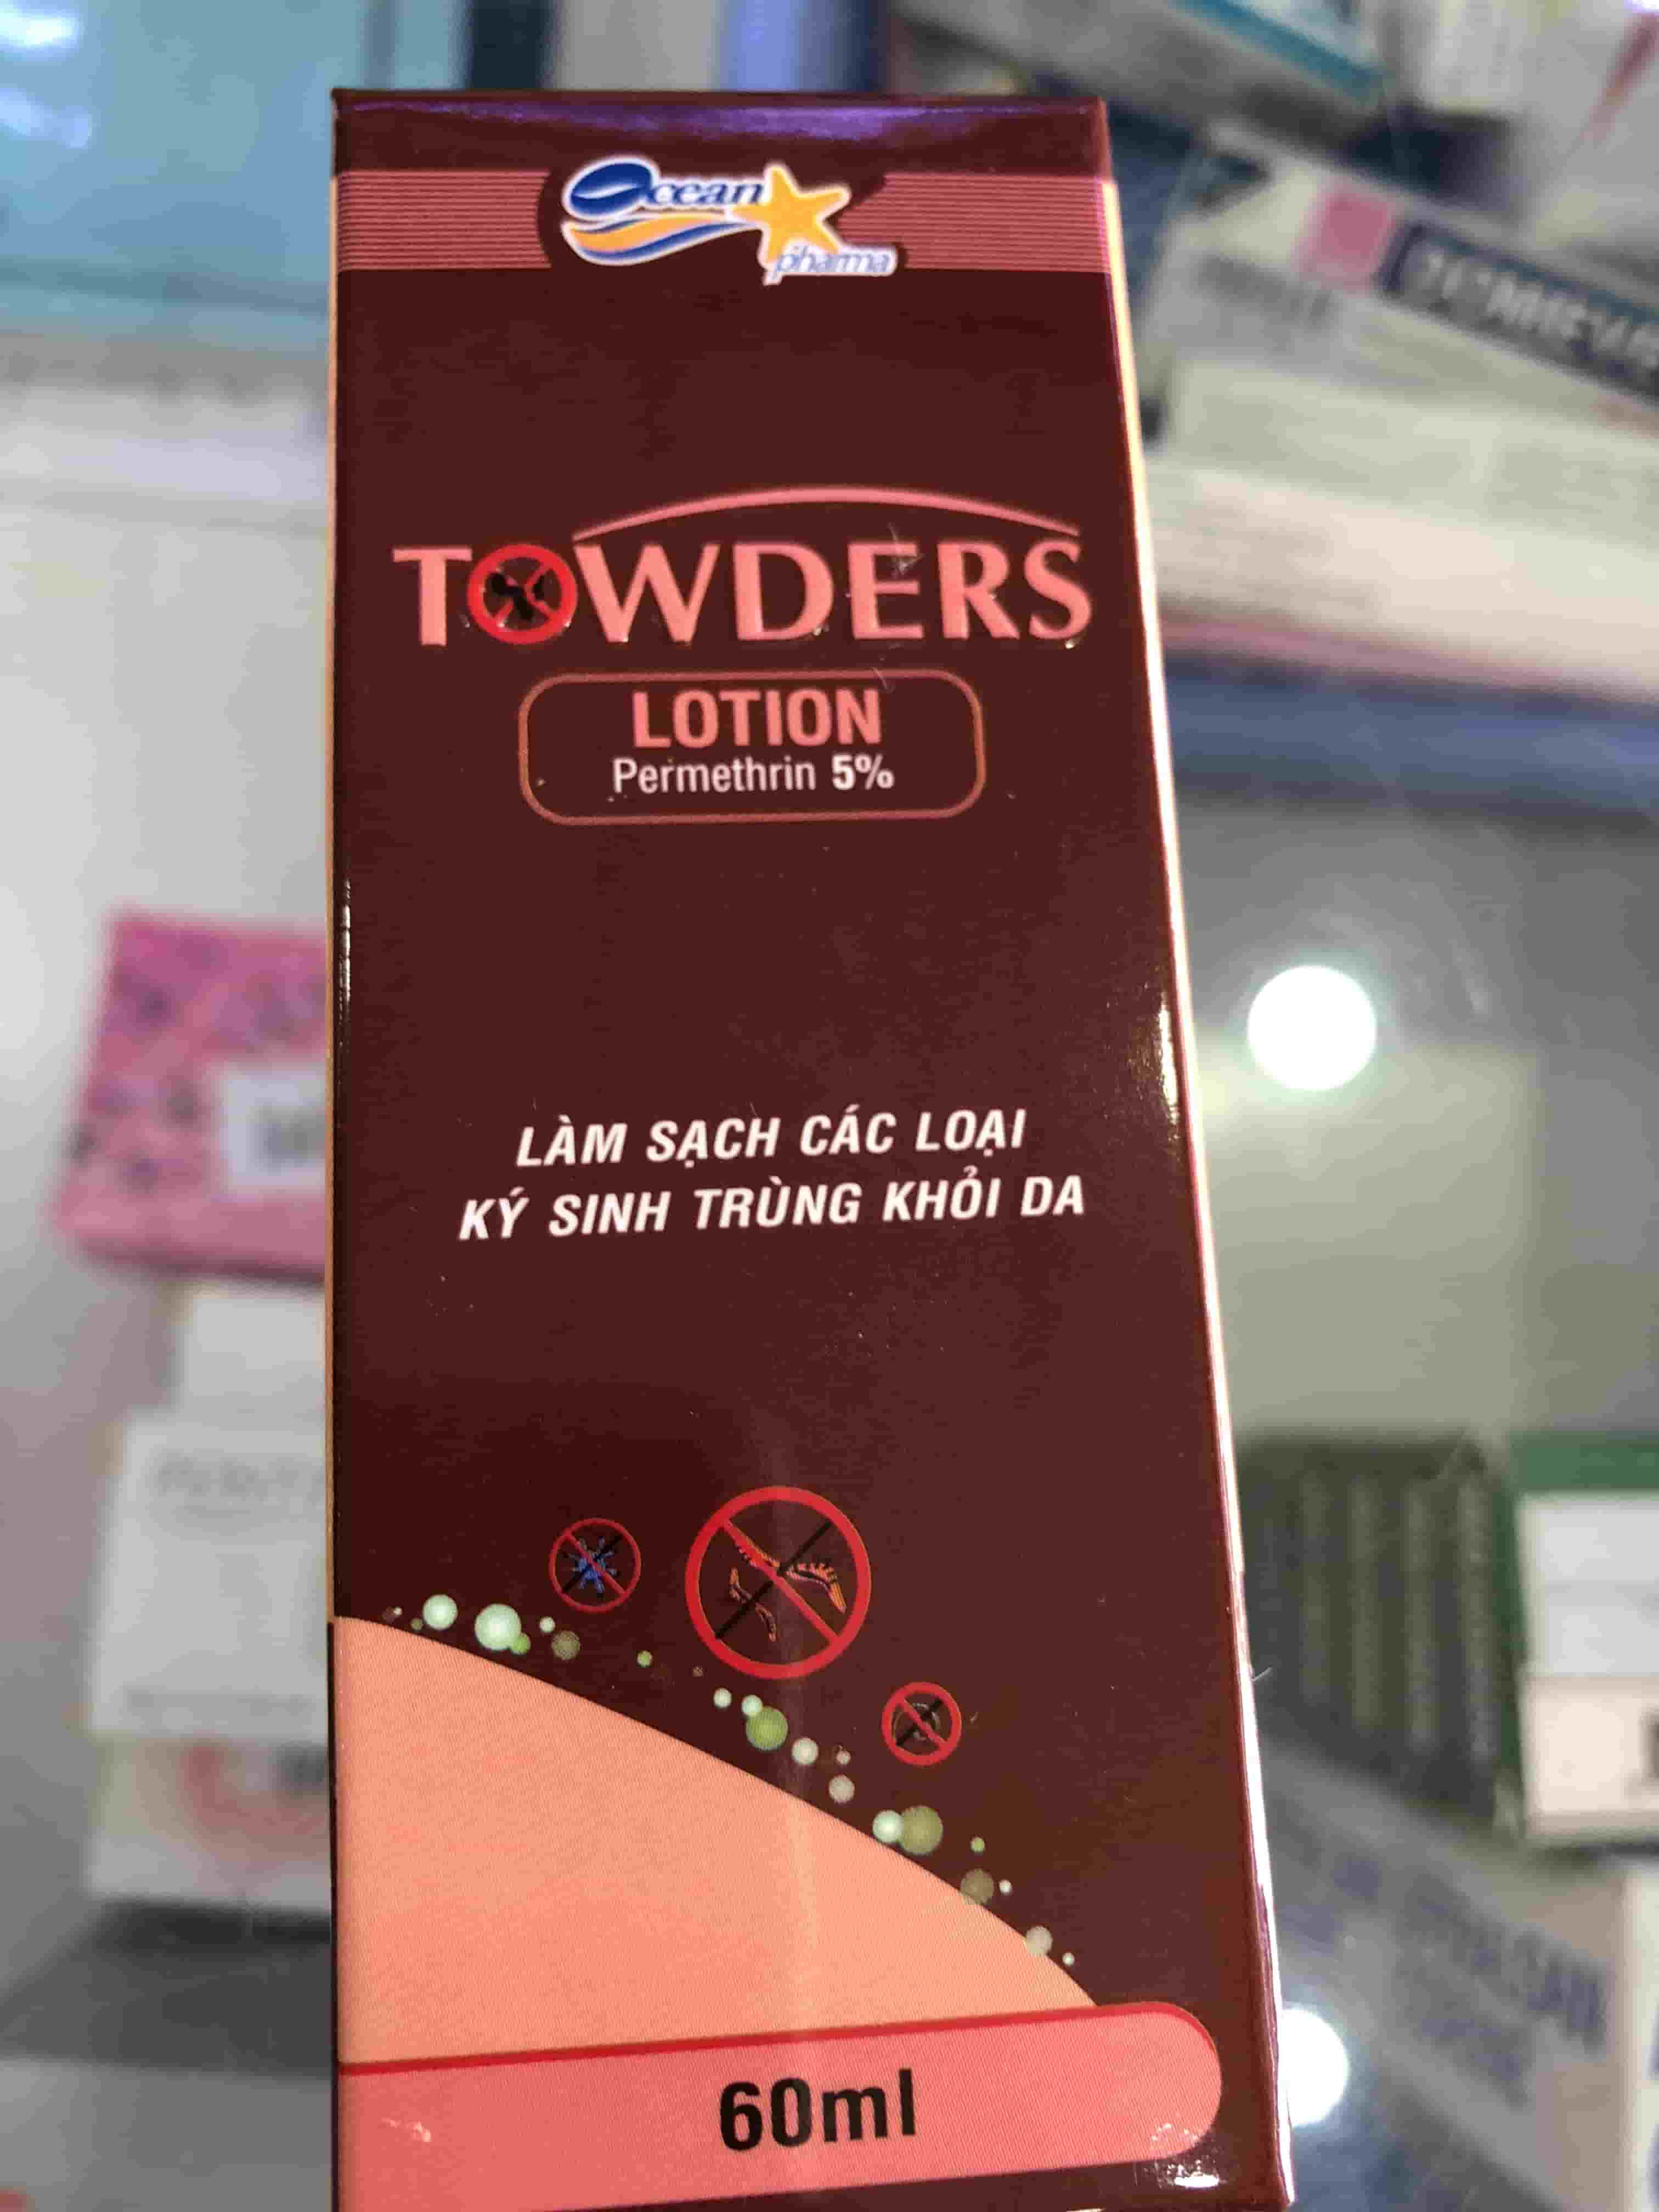 Ocean
pharma
TOWDERS
LOTION
Permethrin 5%
LÀM SẠCH CÁC LOẠI
KÝ SINH TRÙNG KHỎI DA
60ml